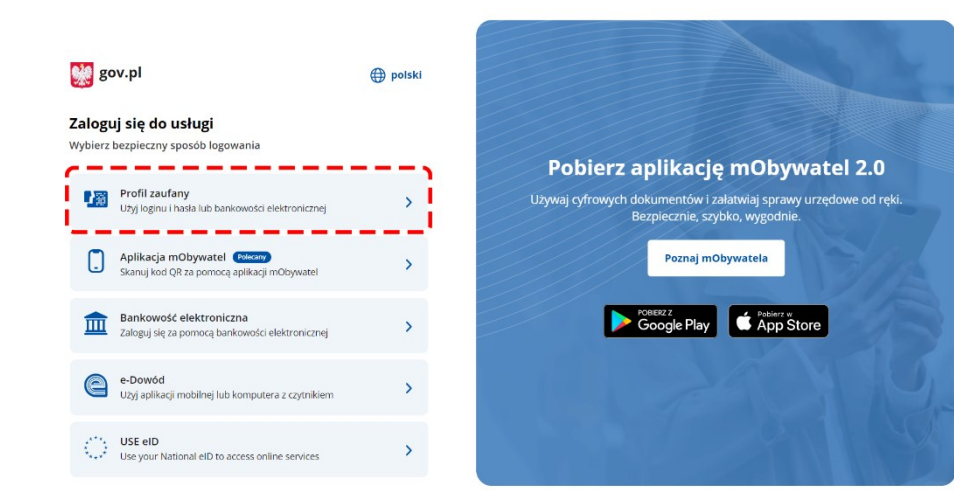 gov.pl
polski
Zaloguj się do usługi
Wybierz bezpieczny sposób logowania
Profil zaufany
Użyj loginu i hasła lub bankowości elektronicznej
Aplikacja mObywatel Polecany
Skanuj kod QR za pomocą aplikacji mObywatel
Bankowość elektroniczna
Zaloguj się za pomocą bankowości elektronicznej
e-Dowód
Użyj aplikacji mobilnej lub komputera z czytnikiem
USE eID
Use your National eID to access online services
Pobierz aplikację mObywatel 2.0
Używaj cyfrowych dokumentów i załatwiaj sprawy urzędowe od ręki.
Bezpiecznie, szybko, wygodnie.
Poznaj mObywatela
POBIERZ Z
Google Play
Pobierz w
App Store